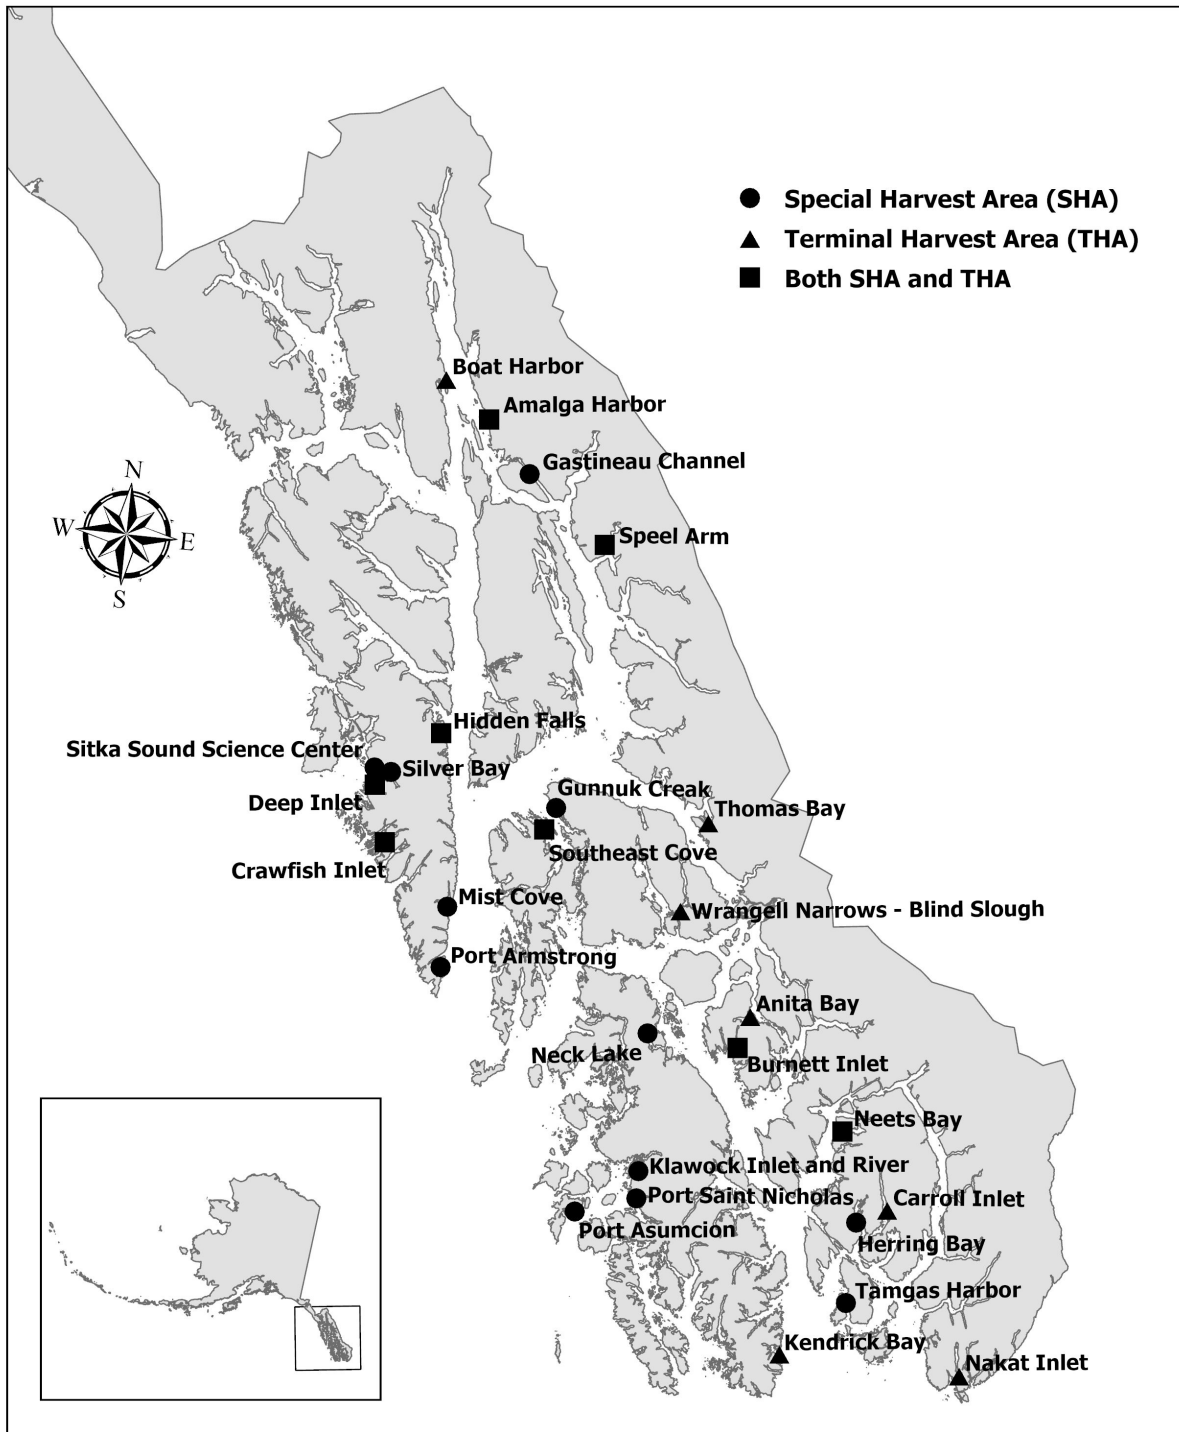 Special Harvest Area (SHA)
Terminal Harvest Area (THA)
Both SHA and THA
Boat Harbor
Amalga Harbor
Gastineau Channel
N
W
E
S
Speel Arm
Hidden Falls
Sitka Sound Science Center
Silver Bay
Deep Inlet
Gunnuk Creak
Thomas Bay
Southeast Cove
Crawfish Inlet
Mist Cove
Wrangell Narrows - Blind Slough
Port Armstrong
Anita Bay
Neck Lake
Burnett Inlet
Neets Bay
Klawock Inlet and River
Port Saint Nicholas
Carroll Inlet
Port Asumcion
Herring Bay
Tamgas Harbor
Kendrick Bay
Nakat Inlet